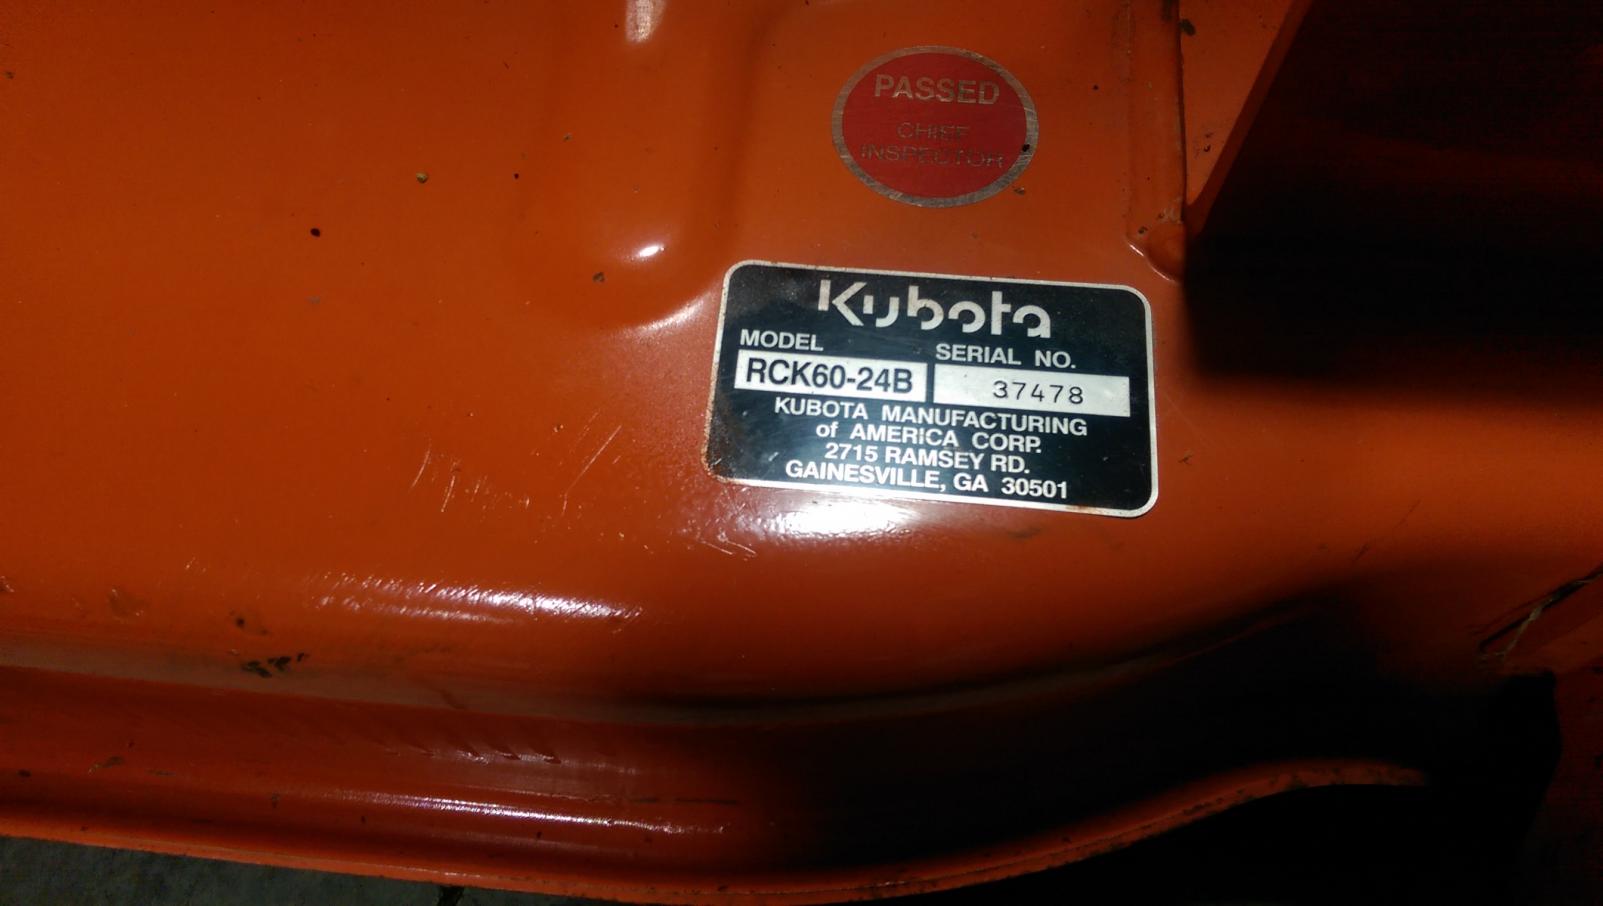 PASSED
CHIEF
INSPECTOR
Kubota
MODEL SERIAL NO.
RCK60-24B 37478
KUBOTA MANUFACTURING
of AMERICA CORP.
2715 RAMSEY RD.
GAINESVILLE, GA 30501